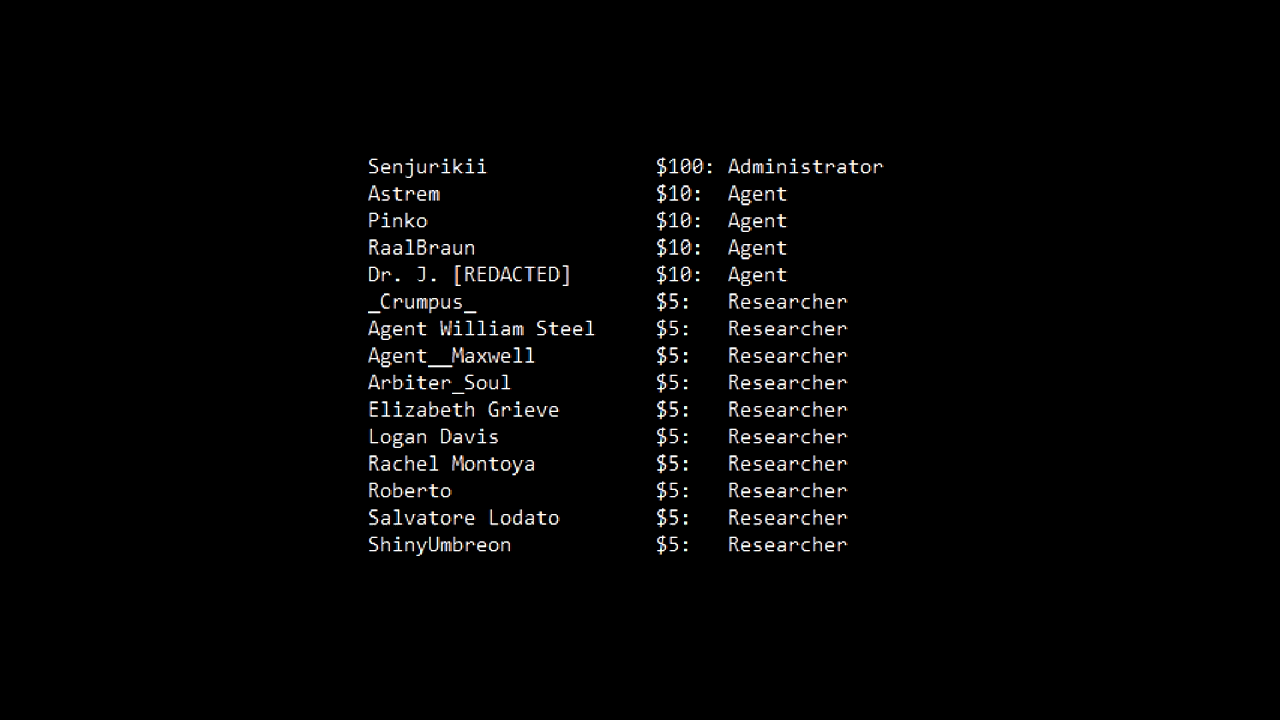 Senjurikii $100: Administrator
Astrem $10: Agent
Pinko $10: Agent
RaalBraun $10: Agent
Dr. J. [REDACTED] $10: Agent
_Crumpus_ $5: Researcher
Agent William Steel $5: Researcher
Agent__Maxwell $5: Researcher
Arbiter_Soul $5: Researcher
Elizabeth Grieve $5: Researcher
Logan Davis $5: Researcher
Rachel Montoya $5: Researcher
Roberto $5: Researcher
Salvatore Lodato $5: Researcher
ShinyUmbreon $5: Researcher